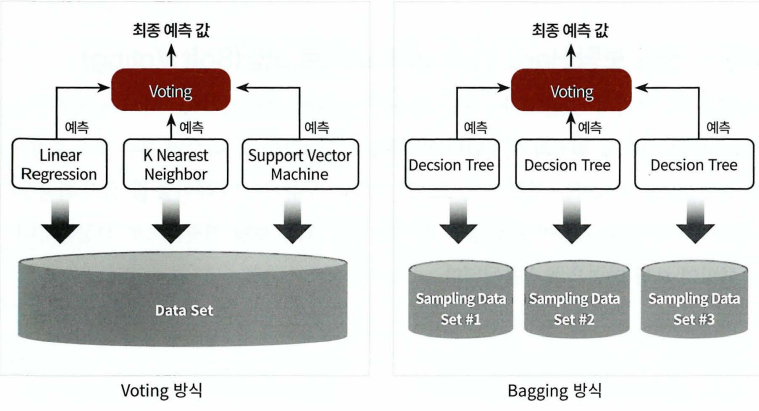 최종 예측 값
Voting
예측
예측
예측
Linear
Regression
K Nearest
Neighbor
Support Vector
Machine
Data Set
Voting 방식
최종 예측 값
Voting
예측
예측
예측
Decsion Tree
Decsion Tree
Decsion Tree
Sampling Data
Set #1
Sampling Data
Set #2
Sampling Data
Set #3
Bagging 방식